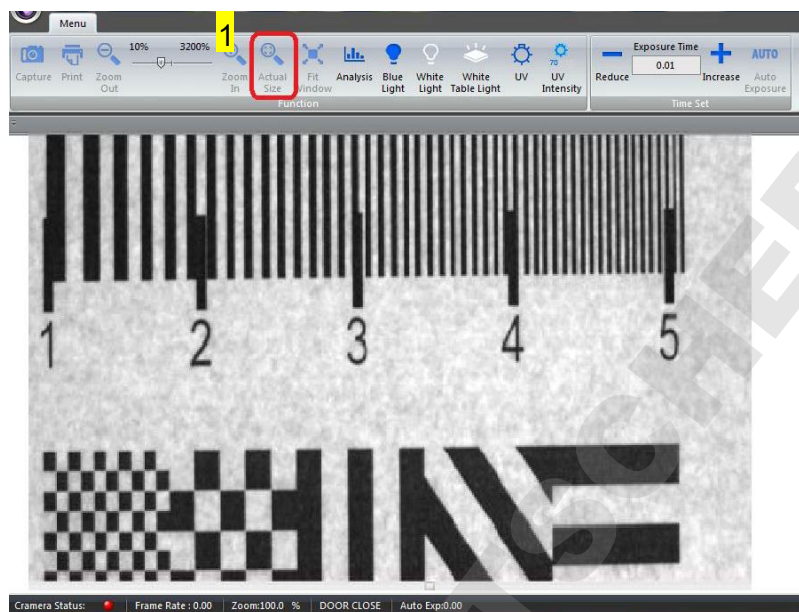 Menu
1
10% 3200%
Exposure Time
0.01
AUTO
Capture Print Zoom Out Zoom In Actual Size Fit Window Analysis Blue Light White Light White Table Light UV 70 UV Intensity Reduce Increase Auto Exposure
Function Time Set
1 2 3 4 5
Cramera Status: Frame Rate : 0.00 Zoom:100.0 % DOOR CLOSE Auto Exp:0.00